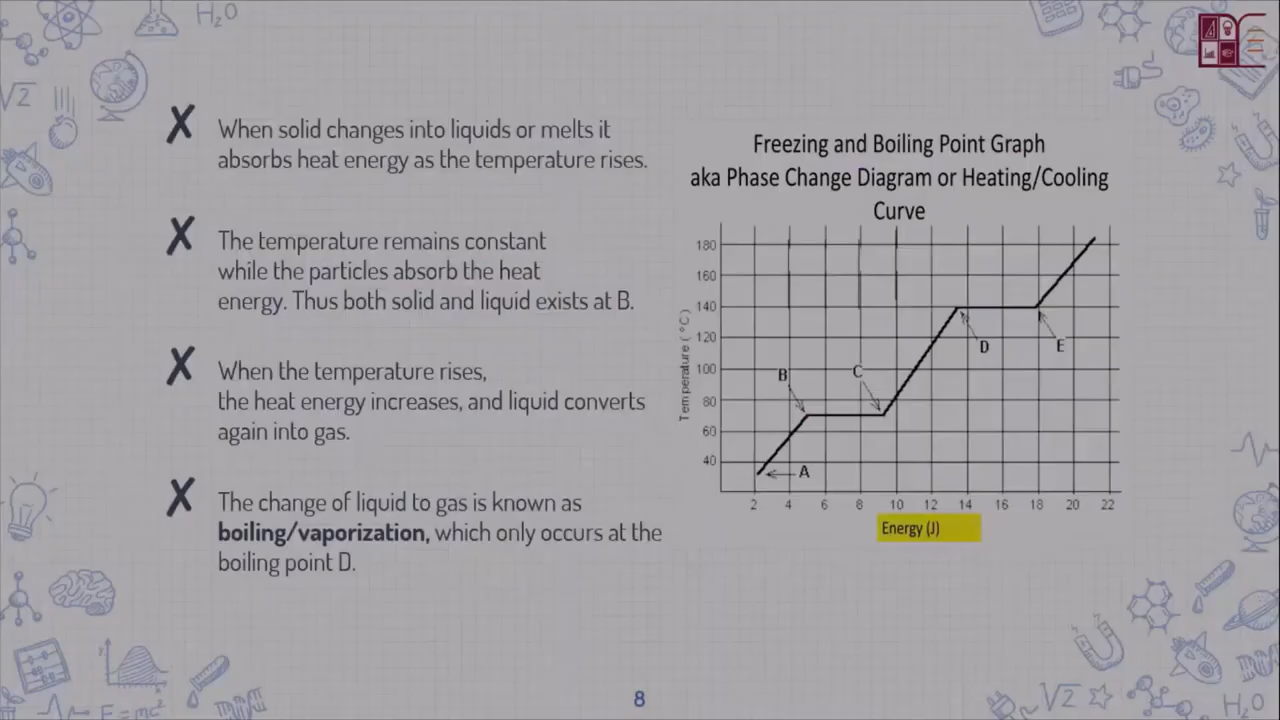 H₂O
√2
✗ When solid changes into liquids or melts it
absorbs heat energy as the temperature rises.
✗ The temperature remains constant
while the particles absorb the heat
energy. Thus both solid and liquid exists at B.
✗ When the temperature rises,
the heat energy increases, and liquid converts
again into gas.
✗ The change of liquid to gas is known as
boiling/vaporization, which only occurs at the
boiling point D.
Freezing and Boiling Point Graph
aka Phase Change Diagram or Heating/Cooling
Curve
Temperature (°C)
180
160
140
120
100
80
60
40
A
B
C
D
E
2 4 6 8 10 12 14 16 18 20 22
Energy (J)
8
E=mc²
√2
H₂O